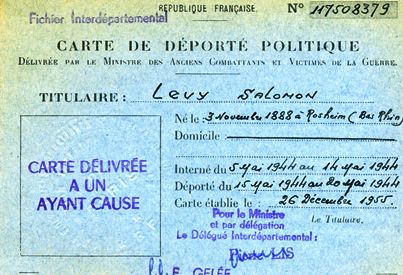 RÉPUBLIQUE FRANÇAISE.
Fichier Interdépartemental
N° 117508379
CARTE DE DÉPORTÉ POLITIQUE
DÉLIVRÉE PAR LE MINISTRE DES ANCIENS COMBATTANTS ET VICTIMES DE LA GUERRE.
TITULAIRE : LEVY SALOMON
Né le : 3 Novembre 1888 à Rosheim (Bas Rhin)
Domicile
CARTE DÉLIVRÉE
A UN
AYANT CAUSE
Interné du 5 Mai 1944 au 14 Mai 1944
Déporté du 15 Mai 1944 au 20 Mai 1944
Carte établie le : 26 Décembre 1955
Pour le Ministre
et par délégation
Le Titulaire,
Le Délégué Interdépartemental :
E. GELÉE